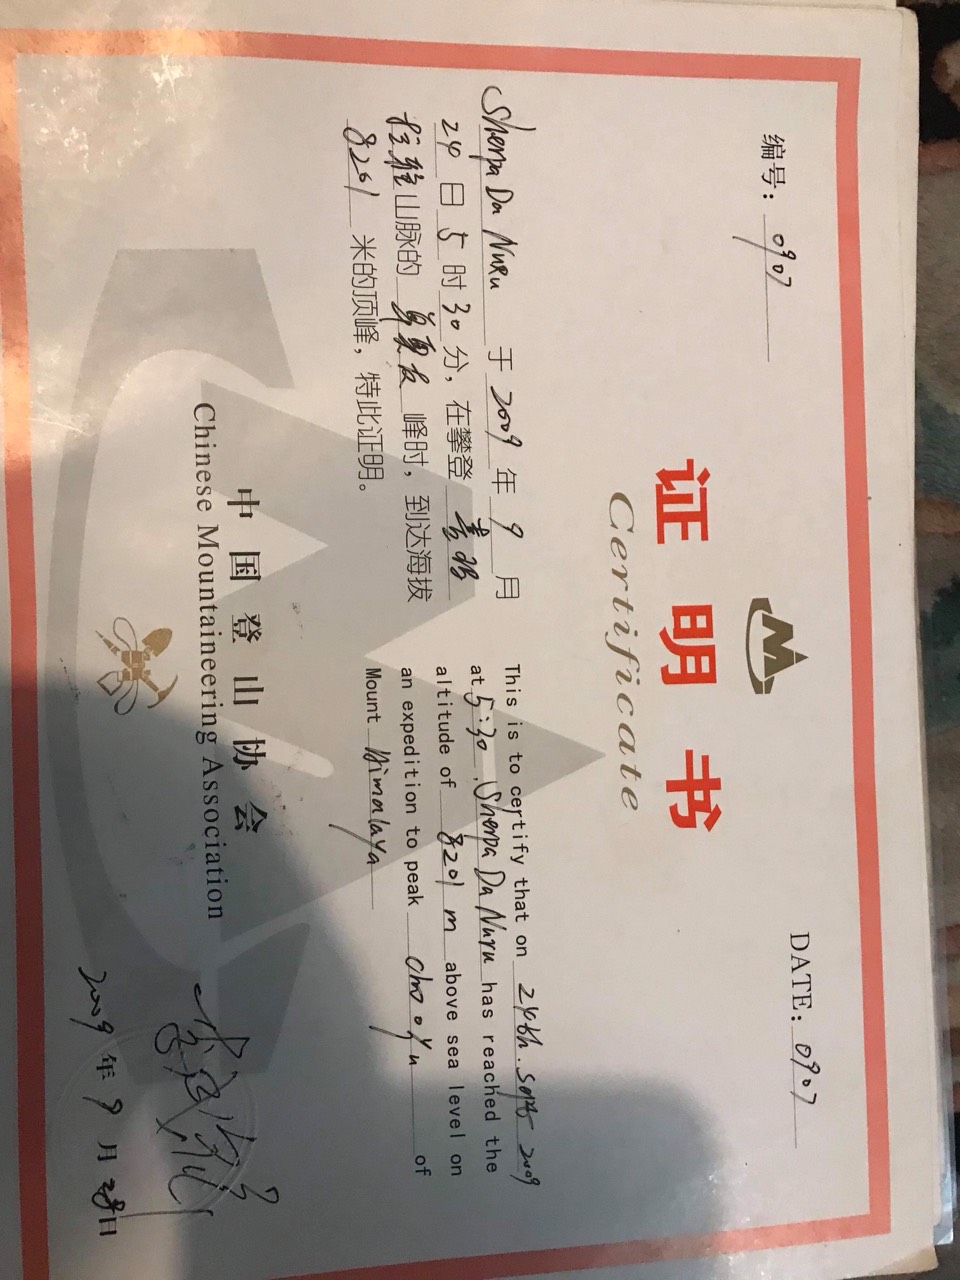 编号: 0907
DATE: 0907
证明书
Certificate
Sherpa Da Nuru 于 2009 年 9 月
24 日 5 时 30 分，在攀登 喜玛
拉雅 山脉的 卓奥友 峰时，到达海拔
8201 米的顶峰，特此证明。
This is to certify that on 24th. Sept 2009
at 5:30 , Sherpa Da Nuru has reached the
altitude of 8201 m above sea level on
an expedition to peak cho oyu of
Mount Himalaya
中国登山协会
Chinese Mountaineering Association
2009 年 9 月 28 日